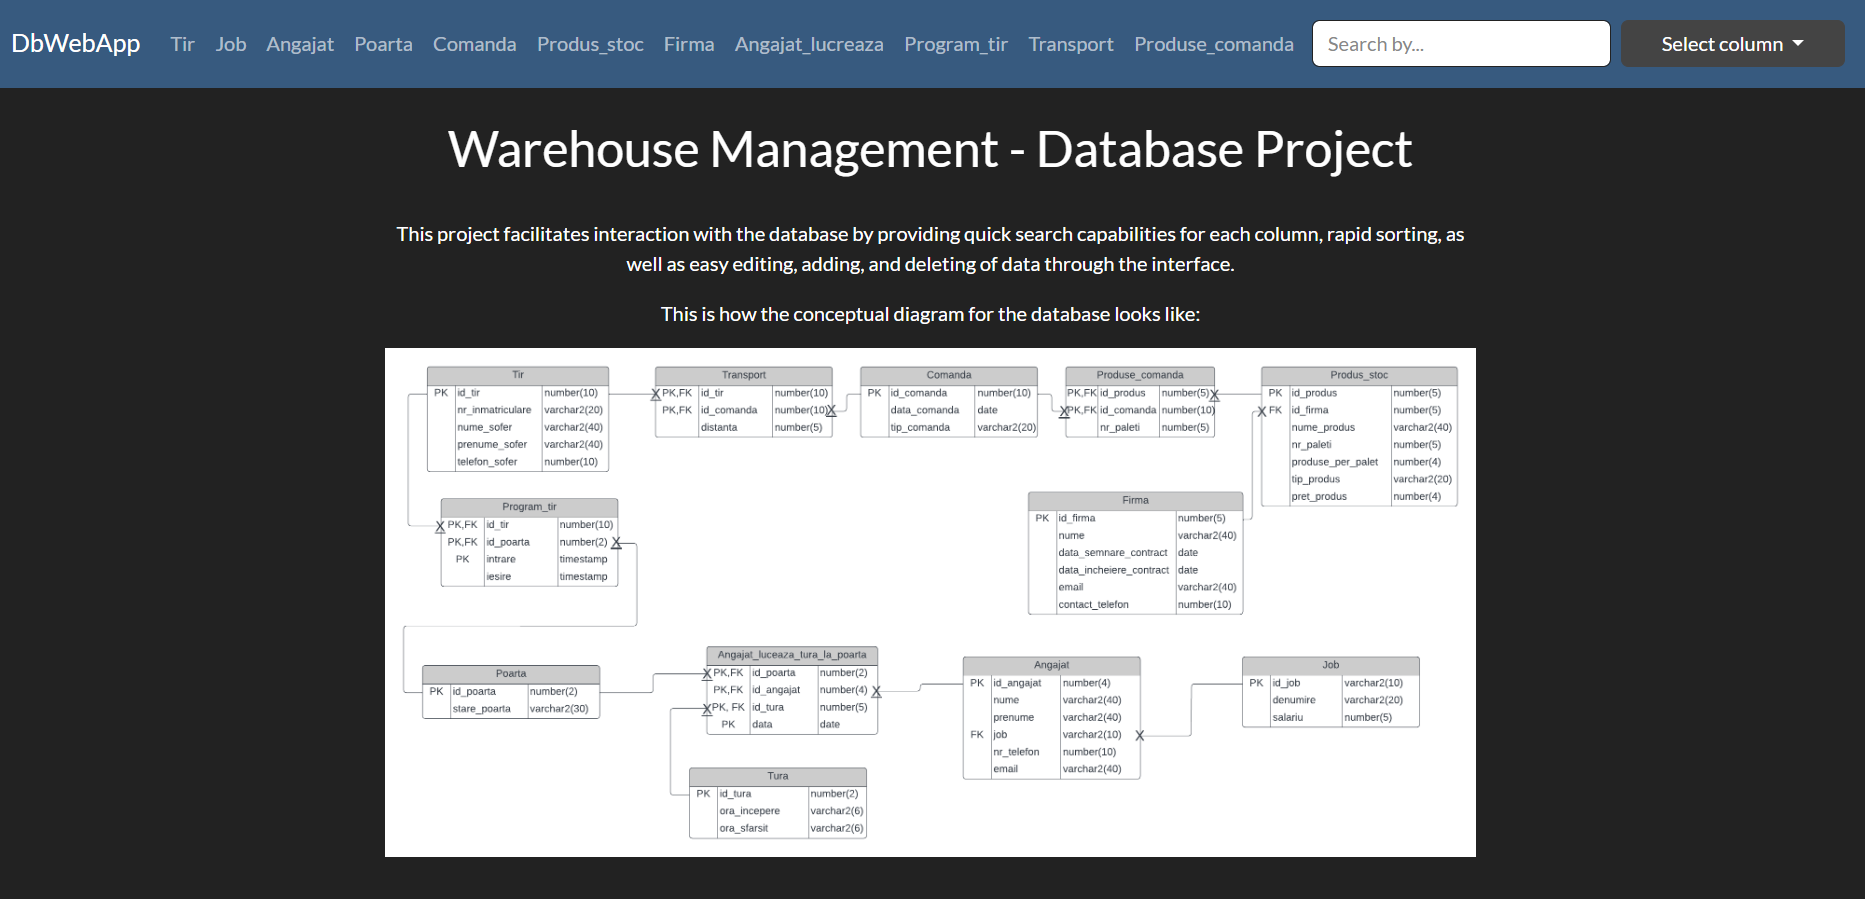 DbWebApp Tir Job Angajat Poarta Comanda Produs_stoc Firma Angajat_lucreaza Program_tir Transport Produse_comanda Search by... Select column
Warehouse Management - Database Project
This project facilitates interaction with the database by providing quick search capabilities for each column, rapid sorting, as
well as easy editing, adding, and deleting of data through the interface.
This is how the conceptual diagram for the database looks like:
Tir
PK id_tir number(10)
nr_inmatriculare varchar2(20)
nume_sofer varchar2(40)
prenume_sofer varchar2(40)
telefon_sofer number(10)
Transport
PK,FK id_tir number(10)
PK,FK id_comanda number(10)
distanta number(5)
Comanda
PK id_comanda number(10)
data_comanda date
tip_comanda varchar2(20)
Produse_comanda
PK,FK id_produs number(5)
PK,FK id_comanda number(10)
nr_paleti number(5)
Produs_stoc
PK id_produs number(5)
FK id_firma number(5)
nume_produs varchar2(40)
nr_paleti number(5)
produse_per_palet number(4)
tip_produs varchar2(20)
pret_produs number(4)
Program_tir
PK,FK id_tir number(10)
PK,FK id_poarta number(2)
PK intrare timestamp
iesire timestamp
Firma
PK id_firma number(5)
nume varchar2(40)
data_semnare_contract date
data_incheiere_contract date
email varchar2(40)
contact_telefon number(10)
Poarta
PK id_poarta number(2)
stare_poarta varchar2(30)
Angajat_luceaza_tura_la_poarta
PK,FK id_poarta number(2)
PK,FK id_angajat number(4)
PK, FK id_tura number(5)
PK data date
Angajat
PK id_angajat number(4)
nume varchar2(40)
prenume varchar2(40)
FK job varchar2(10)
nr_telefon number(10)
email varchar2(40)
Job
PK id_job varchar2(10)
denumire varchar2(20)
salariu number(5)
Tura
PK id_tura number(2)
ora_incepere varchar2(6)
ora_sfarsit varchar2(6)